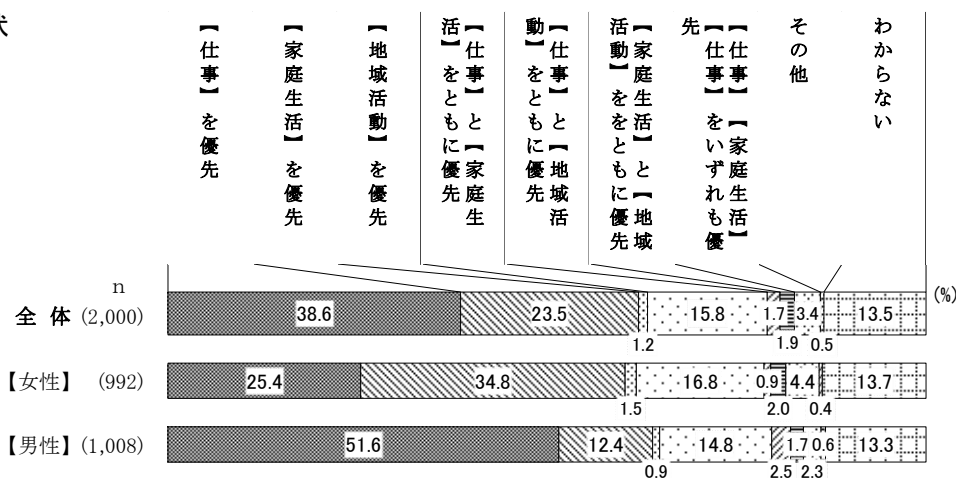 状
【仕事】を優先
【家庭生活】を優先
【地域活動】を優先
【仕事】と【家庭生
活】をともに優先
【仕事】と【地域活
動】をともに優先
【家庭生活】と【地域
活動】ををともに優先
【仕事】【家庭生活】
【仕事】をいずれも優
先
その他
わからない
n
(%)
全 体 (2,000)
38.6
23.5
1.2
15.8
1.7
1.9
3.4
0.5
13.5
【女性】 (992)
25.4
34.8
1.5
16.8
0.9
2.0
4.4
0.4
13.7
【男性】 (1,008)
51.6
12.4
0.9
14.8
2.5
1.7
2.3
0.6
13.3